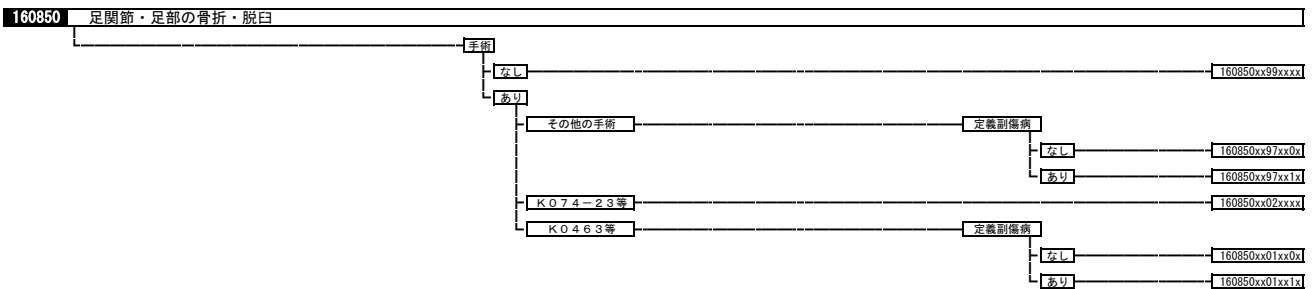 160850 足関節・足部の骨折・脱臼
手術
なし 160850xx99xxxx
あり
その他の手術 定義副傷病
なし 160850xx97xx0x
あり 160850xx97xx1x
K074-23等 160850xx02xxxx
K0463等 定義副傷病
なし 160850xx01xx0x
あり 160850xx01xx1x